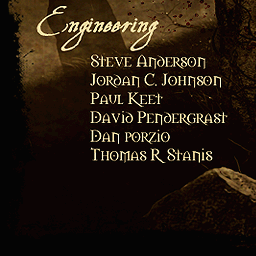 Engineering
Steve Anderson
Jordan C. Johnson
Paul Keet
David Pendergrast
Dan Porzio
Thomas R Stanis